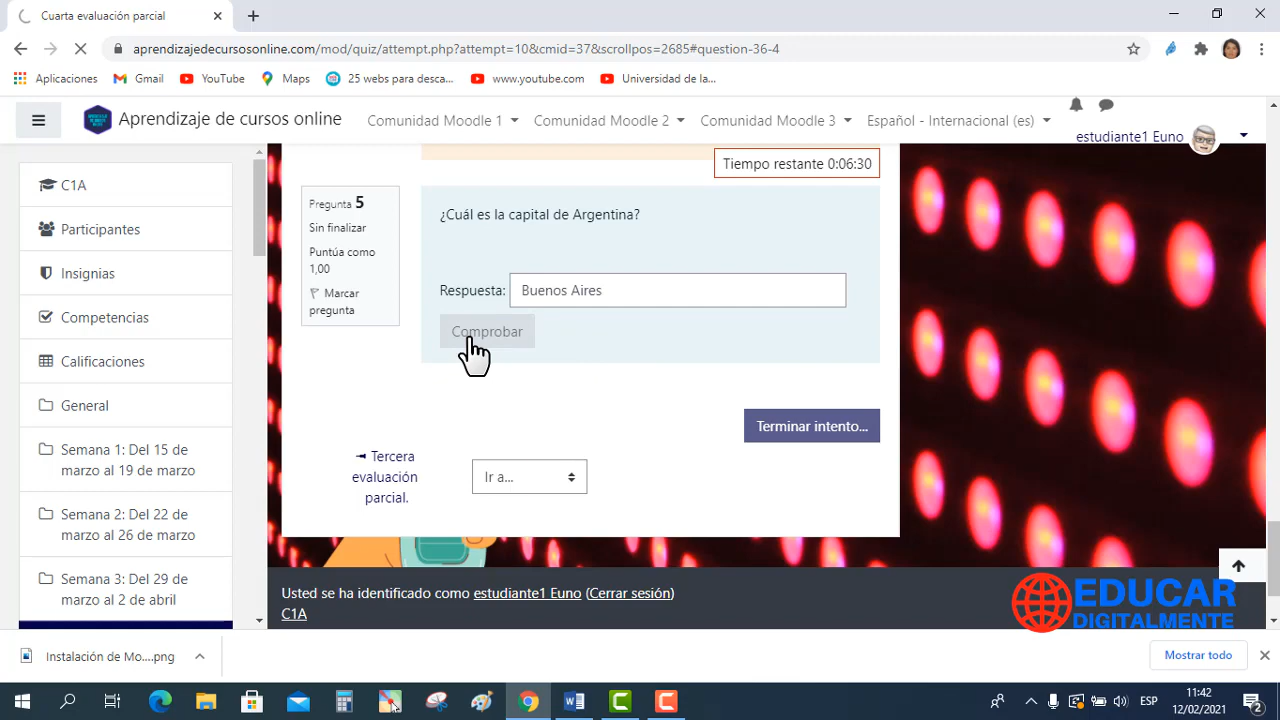 Cuarta evaluación parcial
aprendizajedecursosonline.com/mod/quiz/attempt.php?attempt=10&cmid=37&scrollpos=2685#question-36-4
Aplicaciones Gmail YouTube Maps 25 webs para desca... www.youtube.com Universidad de la...
Aprendizaje de cursos online Comunidad Moodle 1 Comunidad Moodle 2 Comunidad Moodle 3 Español - Internacional (es)
estudiante1 Euno
C1A
Participantes
Insignias
Competencias
Calificaciones
General
Semana 1: Del 15 de
marzo al 19 de marzo
Semana 2: Del 22 de
marzo al 26 de marzo
Semana 3: Del 29 de
marzo al 2 de abril
Tiempo restante 0:06:30
Pregunta 5
Sin finalizar
Puntúa como
1,00
Marcar
pregunta
¿Cuál es la capital de Argentina?
Respuesta: Buenos Aires
Comprobar
Terminar intento...
Tercera
evaluación
parcial.
Ir a...
Usted se ha identificado como estudiante1 Euno (Cerrar sesión)
C1A
EDUCAR
DIGITALMENTE
Instalación de Mo....png
Mostrar todo
ESP
11:42
12/02/2021
2